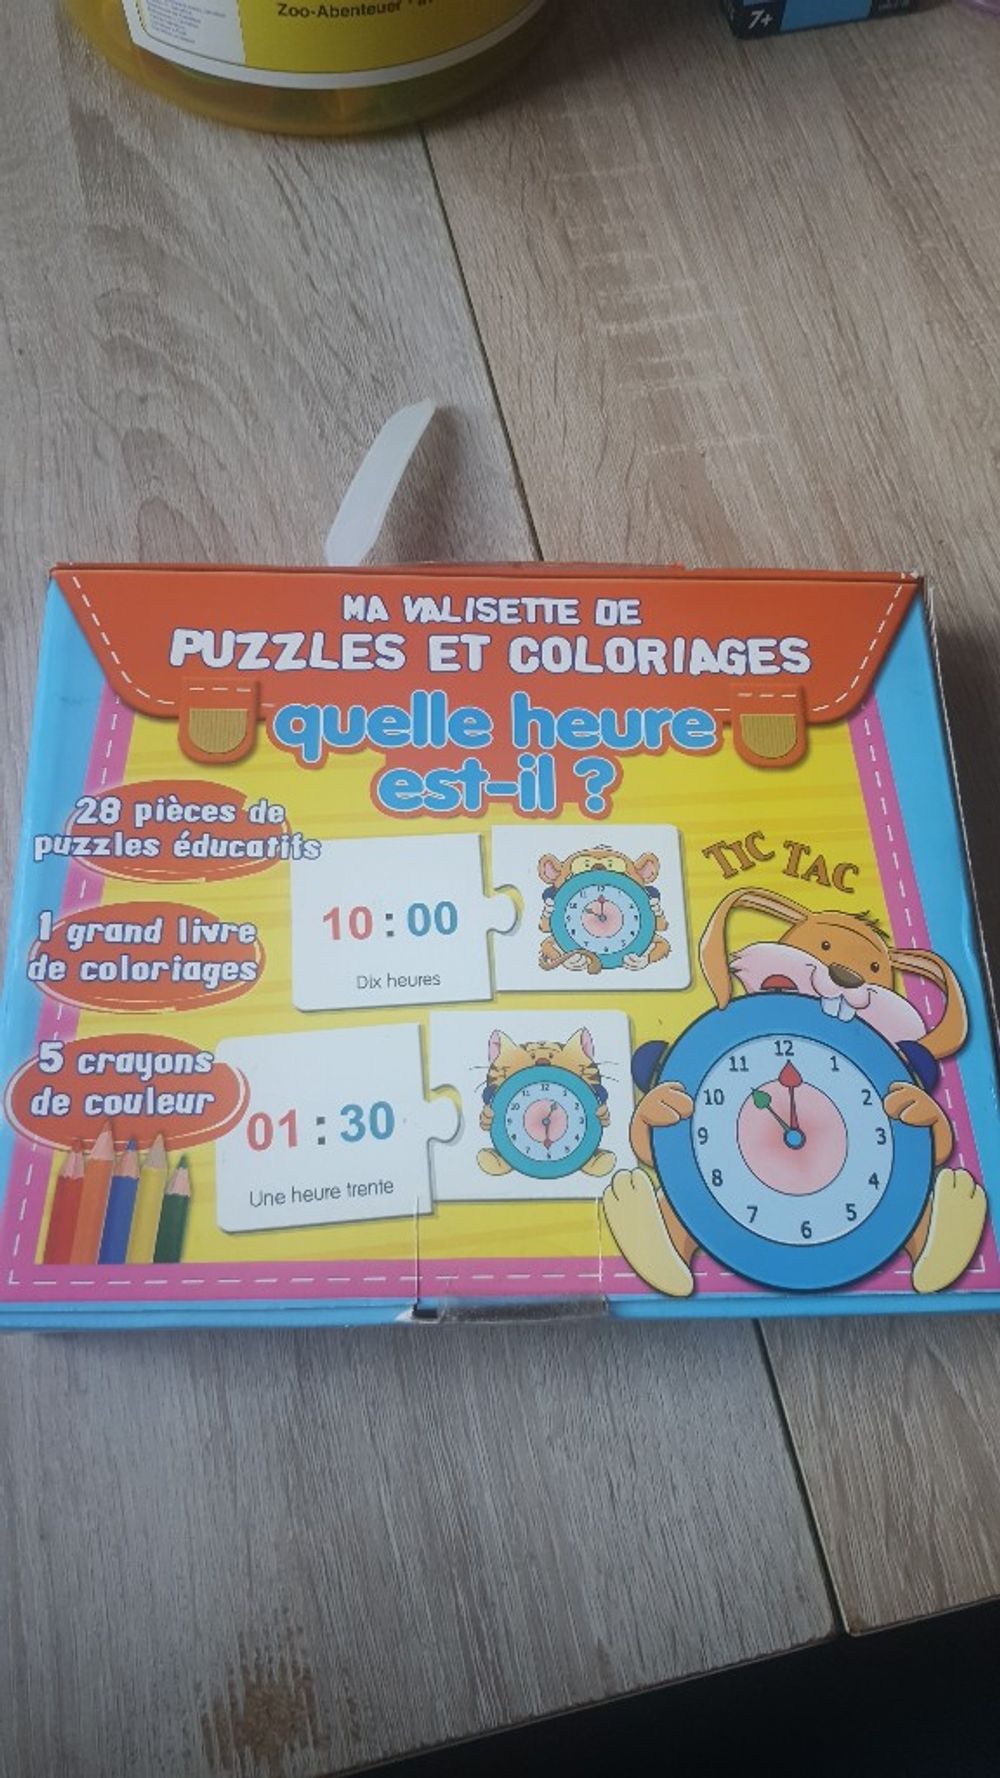 Zoo-Abenteuer
7+
MA VALISETTE DE
PUZZLES ET COLORIAGES
quelle heure
est-il ?
28 pièces de
puzzles éducatifs
1 grand livre
de coloriages
5 crayons
de couleur
10:00
Dix heures
01:30
Une heure trente
TIC TAC
12
1
2
3
4
5
6
7
8
9
10
11